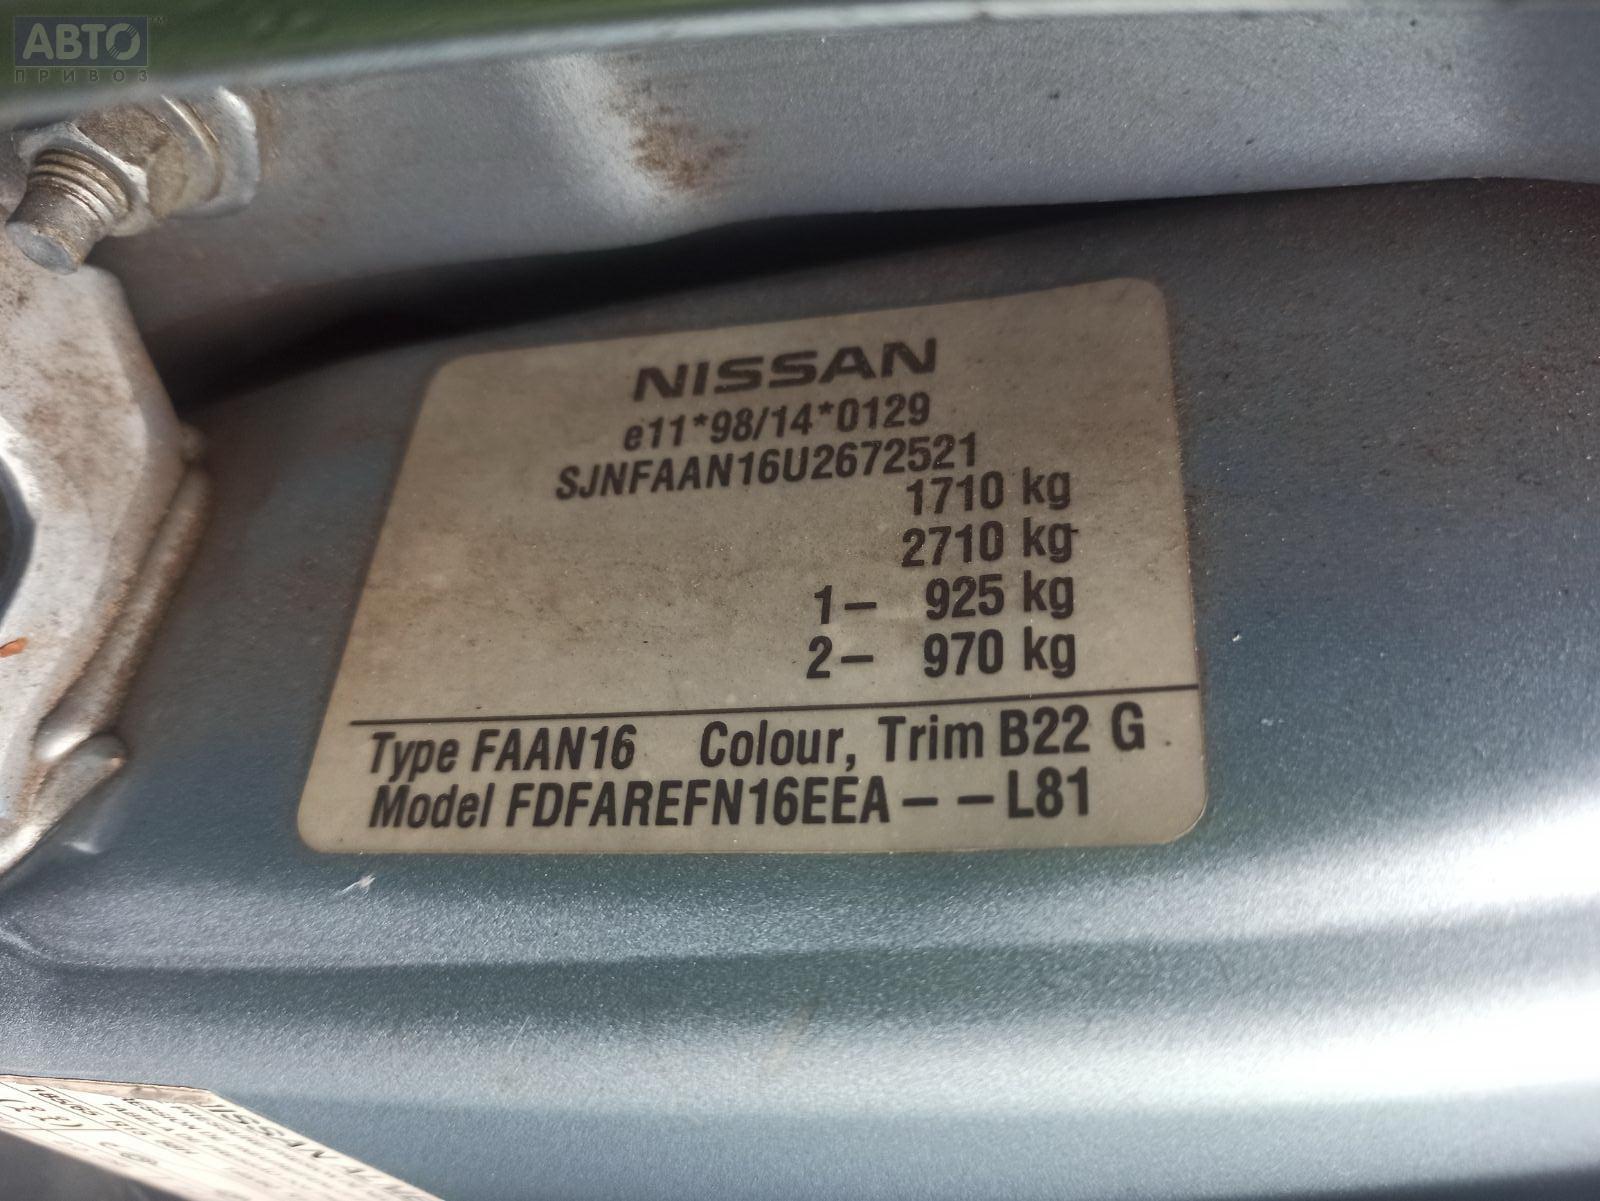 АВТО
ПРИВОЗ
NISSAN
e11*98/14*0129
SJNFAAN16U2672521
1710 kg
2710 kg
1– 925 kg
2– 970 kg
Type FAAN16 Colour, Trim B22 G
Model FDFAREFN16EEA – – L81